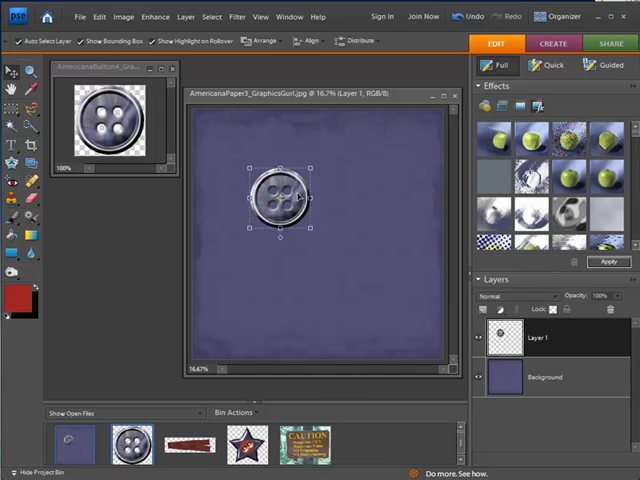 pse
File Edit Image Enhance Layer Select Filter View Window Help
Sign In Join Now Undo Redo Organizer
Auto Select Layer Show Bounding Box Show Highlight on Rollover Arrange Align Distribute
EDIT CREATE SHARE
Full Quick Guided
AmericanaButton4_Gra...
100%
AmericanaPaper3_GraphicsGurl.jpg @ 16.7% (Layer 1, RGB/8)
16.67%
Effects
Apply
Layers
Normal Opacity: 100%
Lock:
Layer 1
Background
Show Open Files Bin Actions
CAUTION
Hide Project Bin
Do more. See how.